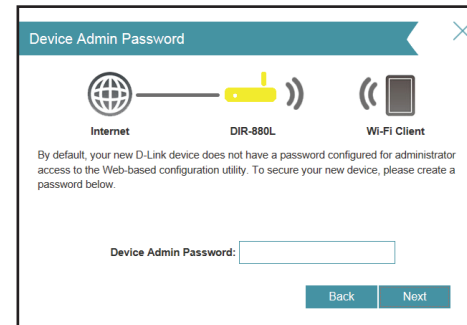 Device Admin Password
Internet DIR-880L Wi-Fi Client
By default, your new D-Link device does not have a password configured for administrator
access to the Web-based configuration utility. To secure your new device, please create a
password below.
Device Admin Password:
Back Next